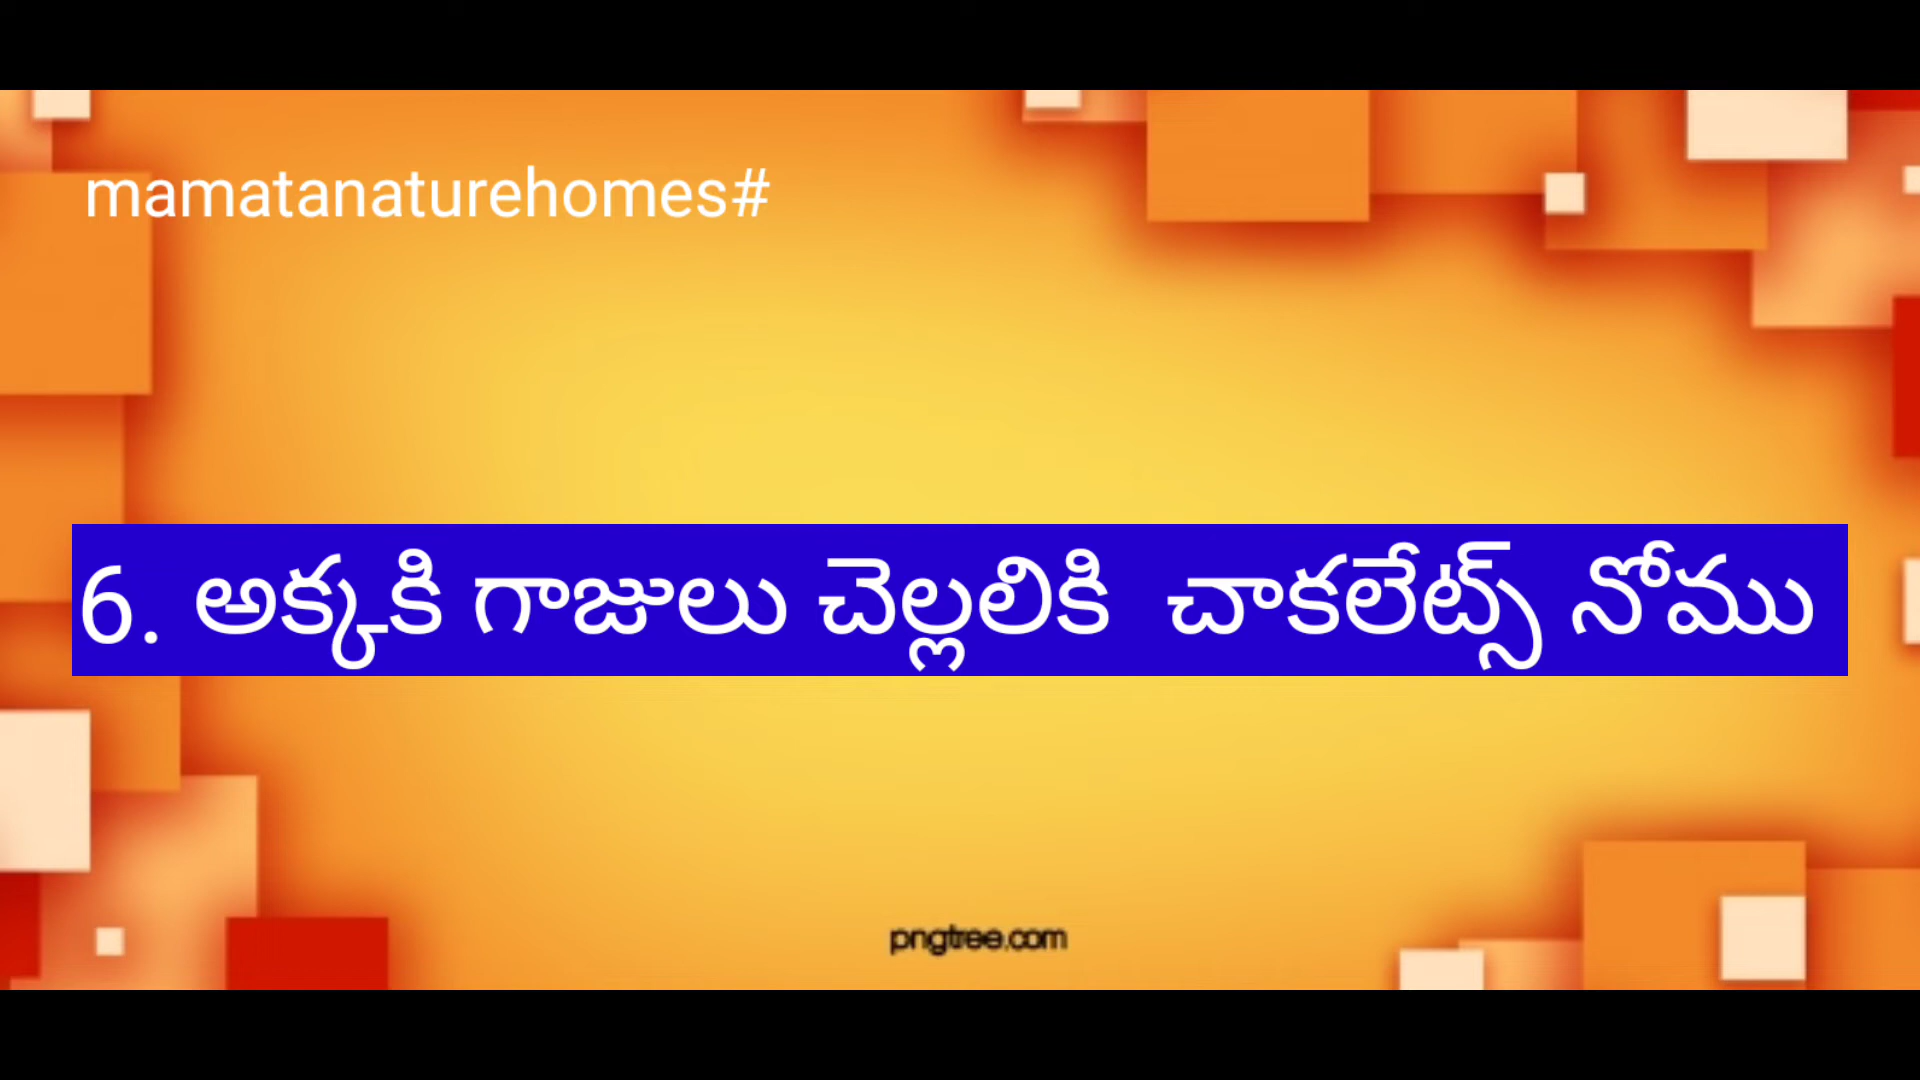 mamatanaturehomes#
6. అక్కకి గాజులు చెల్లలికి  చాకలేట్స్ నోము
pngtree.com